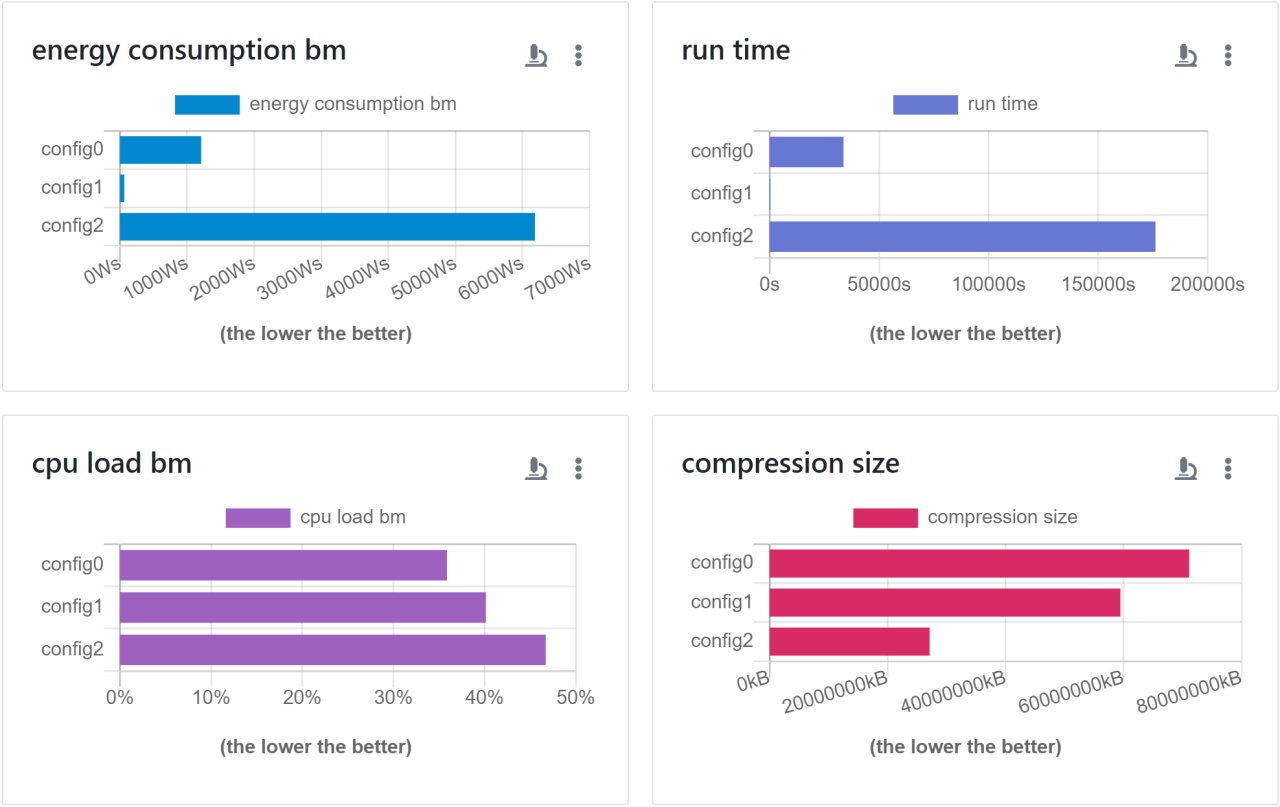 energy consumption bm
energy consumption bm
config0
config1
config2
0Ws
1000Ws
2000Ws
3000Ws
4000Ws
5000Ws
6000Ws
7000Ws
(the lower the better)
run time
run time
config0
config1
config2
0s
50000s
100000s
150000s
200000s
(the lower the better)
cpu load bm
cpu load bm
config0
config1
config2
0%
10%
20%
30%
40%
50%
(the lower the better)
compression size
compression size
config0
config1
config2
0kB
20000000kB
40000000kB
60000000kB
80000000kB
(the lower the better)